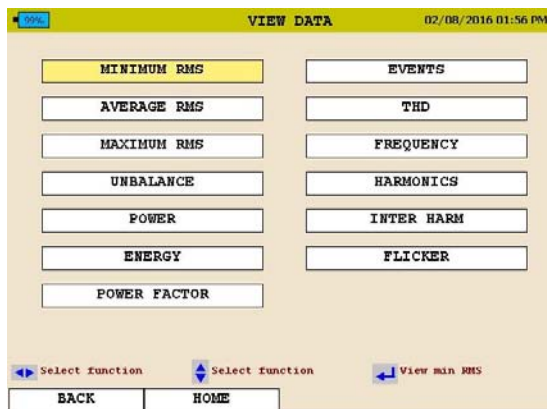 99% VIEW DATA 02/08/2016 01:56 PM
MINIMUM RMS EVENTS
AVERAGE RMS THD
MAXIMUM RMS FREQUENCY
UNBALANCE HARMONICS
POWER INTER HARM
ENERGY FLICKER
POWER FACTOR
Select function Select function View min RMS
BACK HOME